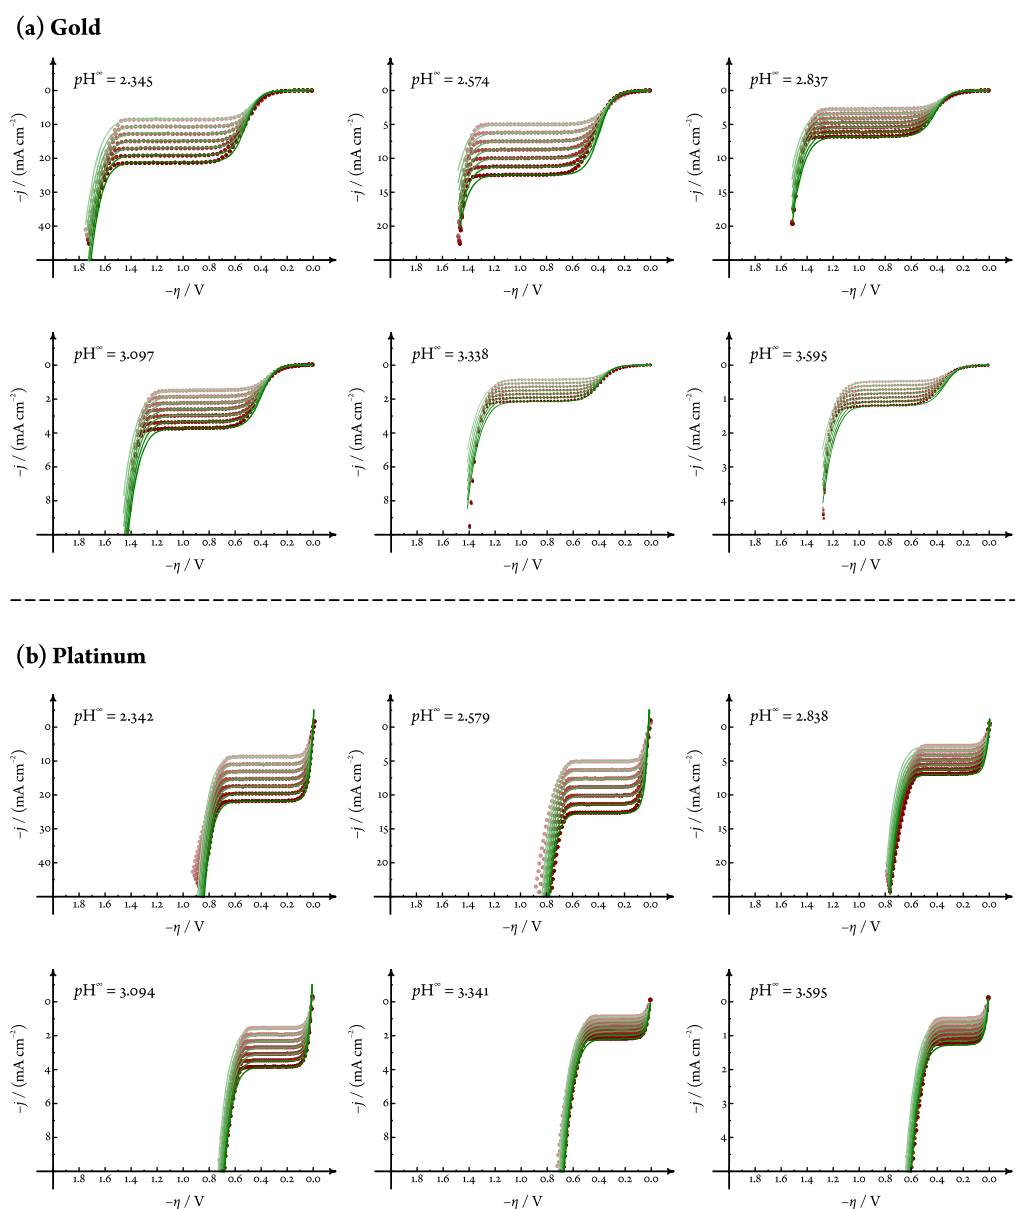 (a) Gold
pH∞ = 2.345
pH∞ = 2.574
pH∞ = 2.837
0
10
20
30
40
−j / (mA cm−2)
1.8 1.6 1.4 1.2 1.0 0.8 0.6 0.4 0.2 0.0
−η / V
0
5
10
15
20
−j / (mA cm−2)
1.8 1.6 1.4 1.2 1.0 0.8 0.6 0.4 0.2 0.0
−η / V
0
5
10
15
20
−j / (mA cm−2)
1.8 1.6 1.4 1.2 1.0 0.8 0.6 0.4 0.2 0.0
−η / V
pH∞ = 3.097
pH∞ = 3.338
pH∞ = 3.595
0
2
4
6
8
−j / (mA cm−2)
1.8 1.6 1.4 1.2 1.0 0.8 0.6 0.4 0.2 0.0
−η / V
0
2
4
6
8
−j / (mA cm−2)
1.8 1.6 1.4 1.2 1.0 0.8 0.6 0.4 0.2 0.0
−η / V
0
1
2
3
4
−j / (mA cm−2)
1.8 1.6 1.4 1.2 1.0 0.8 0.6 0.4 0.2 0.0
−η / V
(b) Platinum
pH∞ = 2.342
pH∞ = 2.579
pH∞ = 2.838
0
10
20
30
40
−j / (mA cm−2)
1.8 1.6 1.4 1.2 1.0 0.8 0.6 0.4 0.2 0.0
−η / V
0
5
10
15
20
−j / (mA cm−2)
1.8 1.6 1.4 1.2 1.0 0.8 0.6 0.4 0.2 0.0
−η / V
0
5
10
15
20
−j / (mA cm−2)
1.8 1.6 1.4 1.2 1.0 0.8 0.6 0.4 0.2 0.0
−η / V
pH∞ = 3.094
pH∞ = 3.341
pH∞ = 3.595
0
2
4
6
8
−j / (mA cm−2)
1.8 1.6 1.4 1.2 1.0 0.8 0.6 0.4 0.2 0.0
−η / V
0
2
4
6
8
−j / (mA cm−2)
1.8 1.6 1.4 1.2 1.0 0.8 0.6 0.4 0.2 0.0
−η / V
0
1
2
3
4
−j / (mA cm−2)
1.8 1.6 1.4 1.2 1.0 0.8 0.6 0.4 0.2 0.0
−η / V